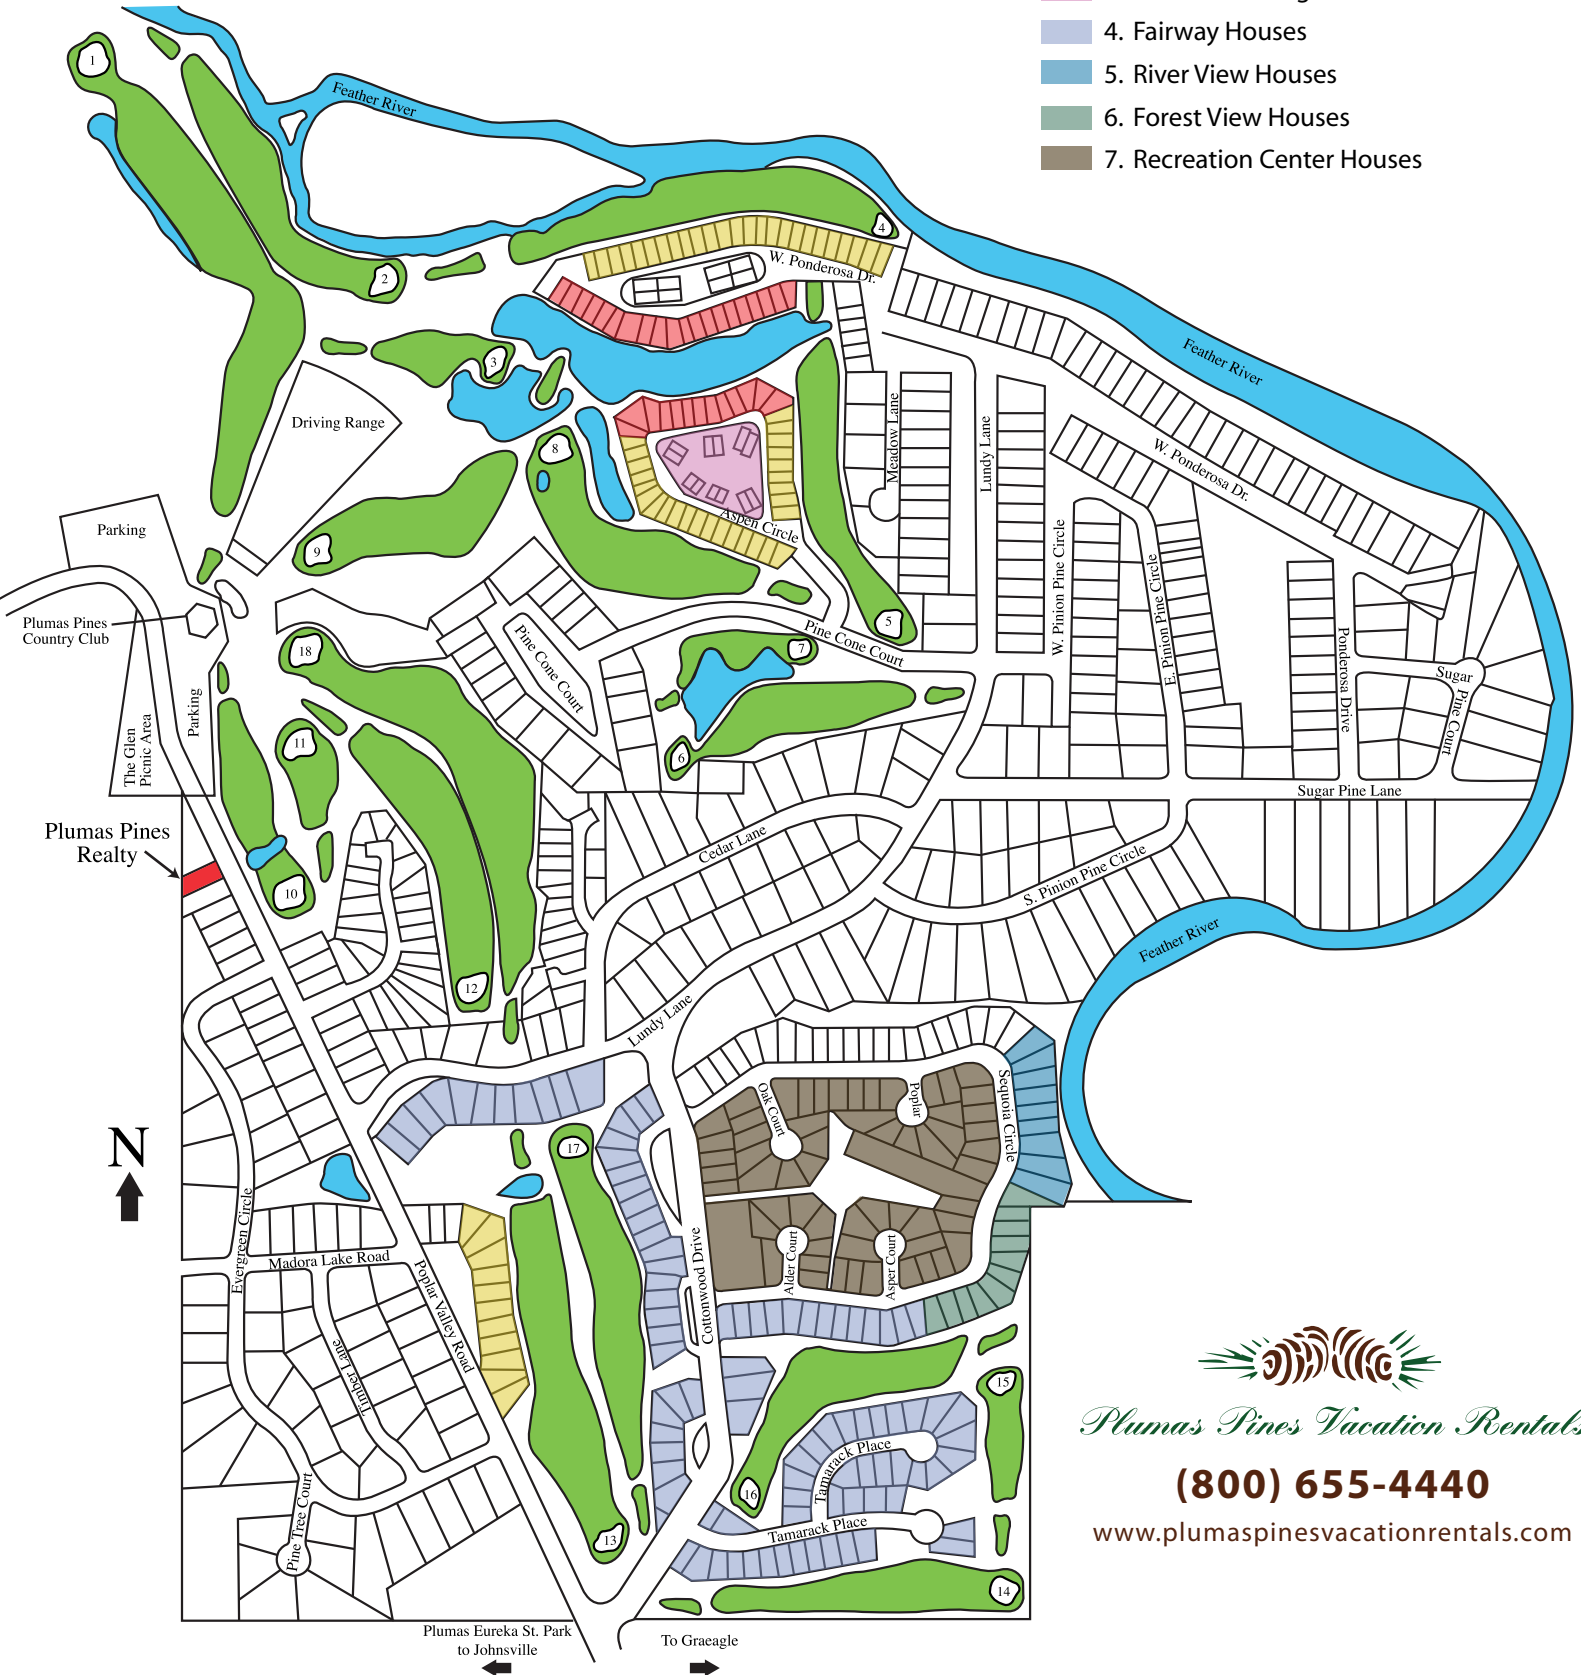 4. Fairway Houses
5. River View Houses
6. Forest View Houses
7. Recreation Center Houses
1
Feather River
4
2
W. Ponderosa Dr.
3
Feather River
Driving Range
Meadow Lane
Lundy Lane
8
W. Ponderosa Dr.
Aspen Circle
Parking
9
W. Pinion Pine Circle
E. Pinion Pine Circle
Plumas Pines
Country Club
5
Pine Cone Court
Pine Cone Court
7
18
Ponderosa Drive
Sugar
Pine Court
The Glen
Picnic Area
Parking
11
6
Sugar Pine Lane
Plumas Pines
Realty
Cedar Lane
10
S. Pinion Pine Circle
Feather River
12
Lundy Lane
Oak Court
Poplar
Sequoia Circle
N
17
Evergreen Circle
Madora Lake Road
Poplar Valley Road
Cottonwood Drive
Alder Court
Asper Court
Timber Lane
15
Plumas Pines Vacation Rentals
Tamarack Place
16
(800) 655-4440
Pine Tree Court
Tamarack Place
13
www.plumaspinesvacationrentals.com
14
Plumas Eureka St. Park
to Johnsville
To Graeagle